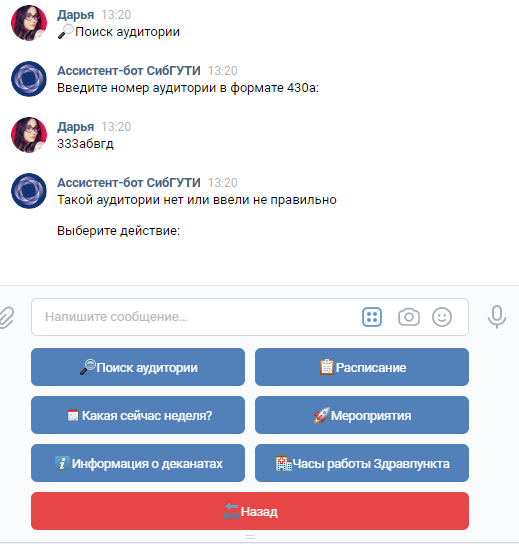 Дарья 13:20
🔎Поиск аудитории
Ассистент-бот СибГУТИ 13:20
Введите номер аудитории в формате 430а:
Дарья 13:20
333абвгд
Ассистент-бот СибГУТИ 13:20
Такой аудитории нет или ввели не правильно
Выберите действие:
Напишите сообщение...
🔎Поиск аудитории
📋Расписание
Какая сейчас неделя?
🚀Мероприятия
ℹ️Информация о деканатах
🏥Часы работы Здравпункта
Назад